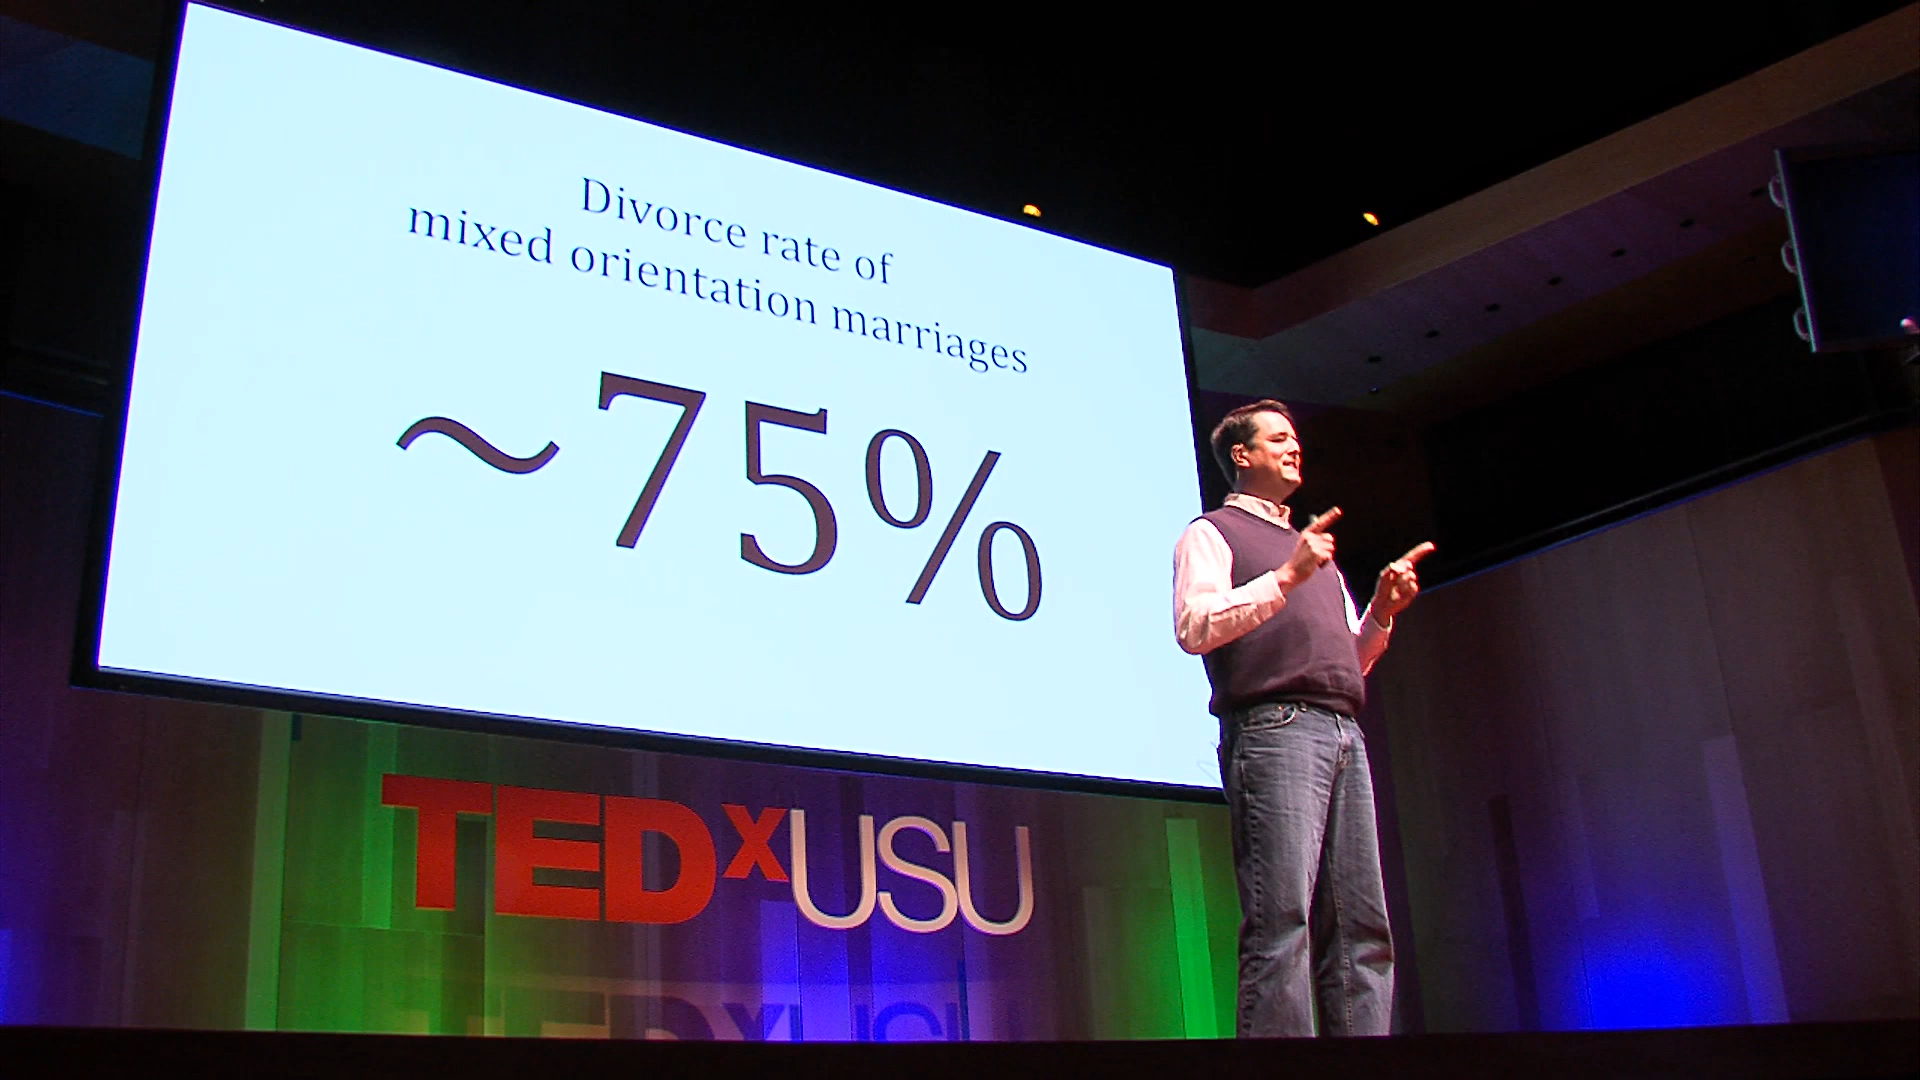 Divorce rate of
mixed orientation marriages
~75%
TEDxUSU